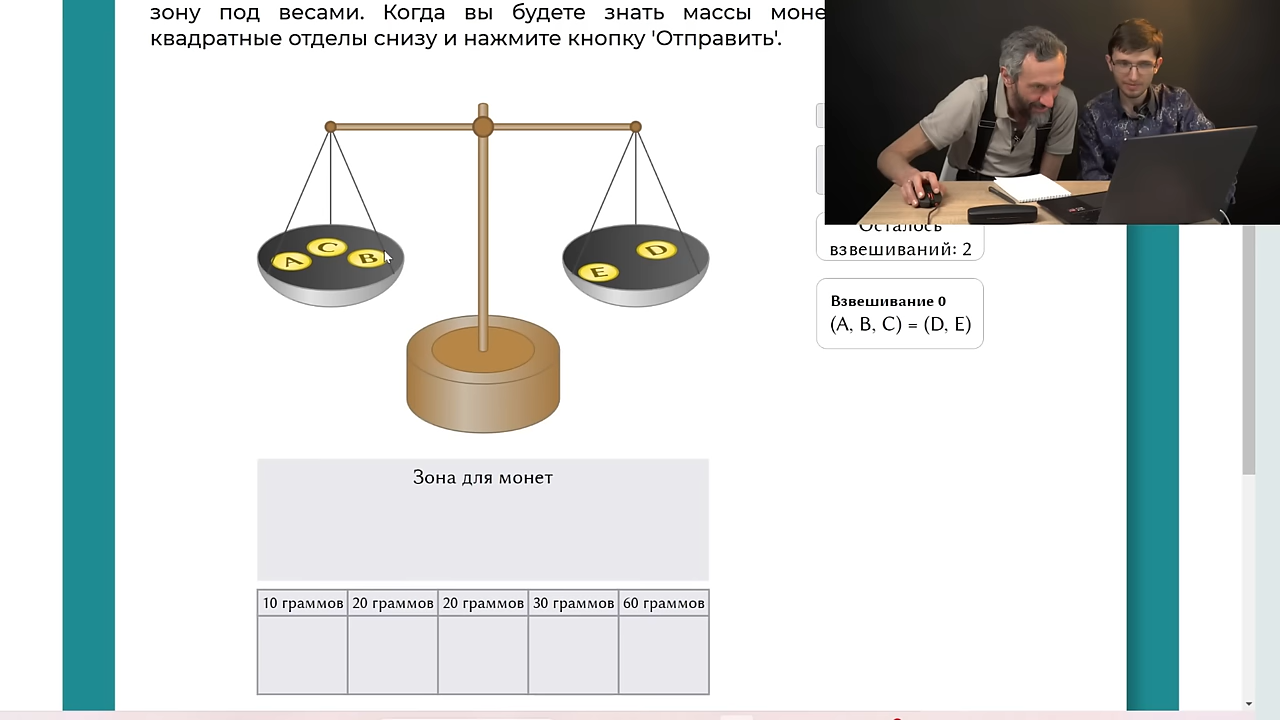 зону под весами. Когда вы будете знать массы
квадратные отделы снизу и нажмите кнопку 'Отправить'.
Осталось
взвешиваний: 2
Взвешивание 0
(A, B, C) = (D, E)
A
C
B
E
D
Зона для монет
10 граммов
20 граммов
20 граммов
30 граммов
60 граммов